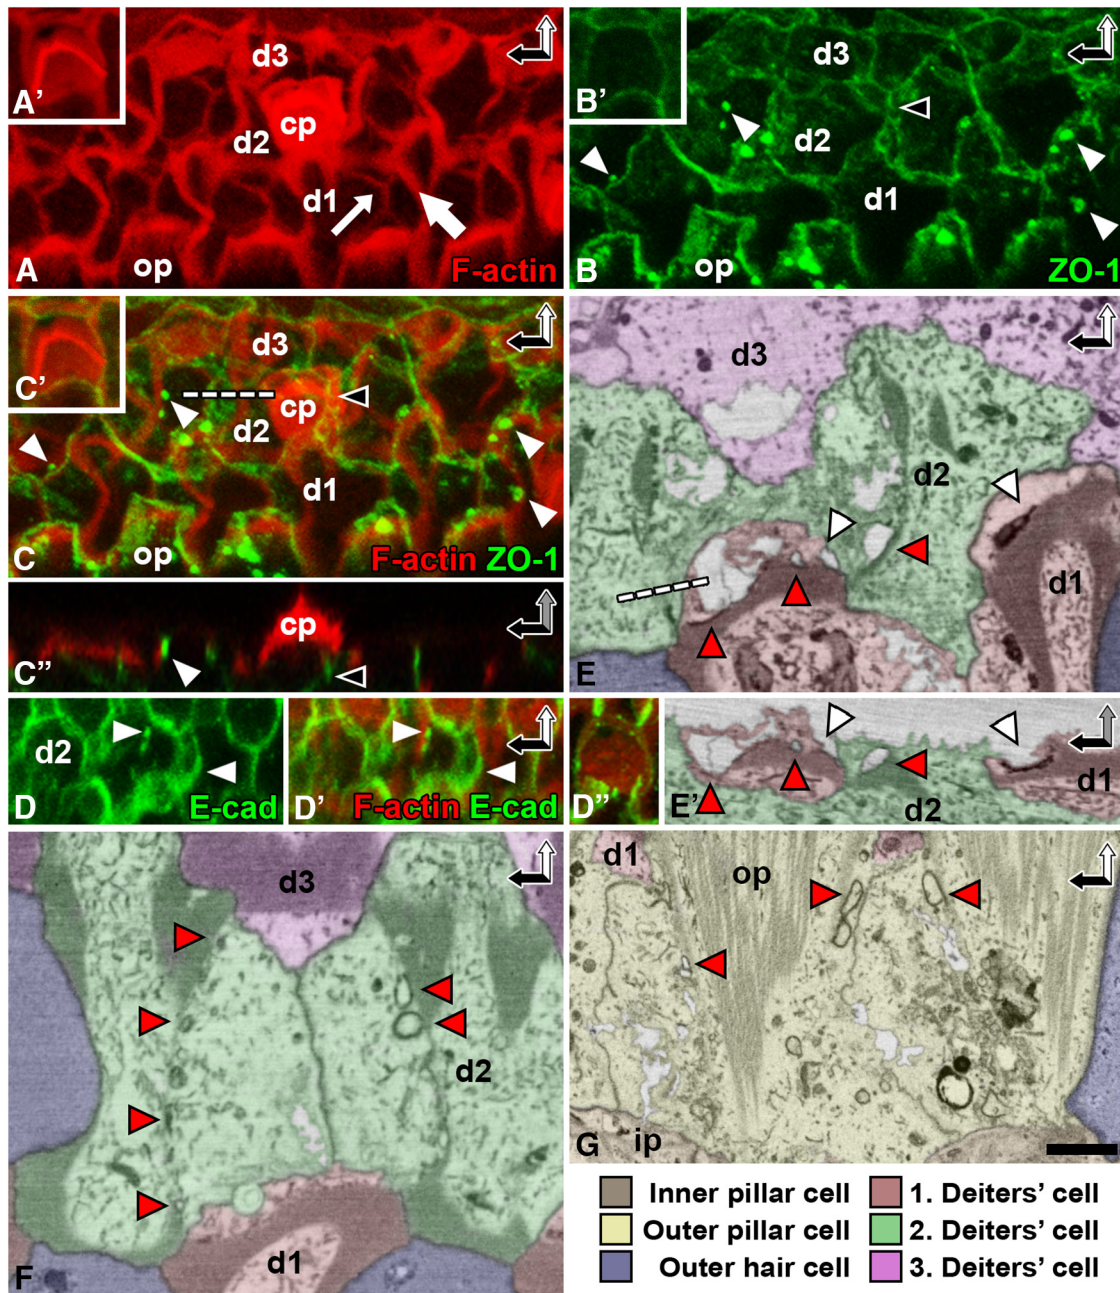 A'
d3
cp
d2
d1
op
A
F-actin
B'
d3
d2
d1
op
B
ZO-1
C'
d3
cp
d2
d1
op
C
F-actin ZO-1
cp
C"
d3
d2
d1
E
d2
D
E-cad
D'
F-actin E-cad
D"
E'
d2
d1
d3
d2
d1
F
d1
op
ip
G
Inner pillar cell
Outer pillar cell
Outer hair cell
1. Deiters' cell
2. Deiters' cell
3. Deiters' cell